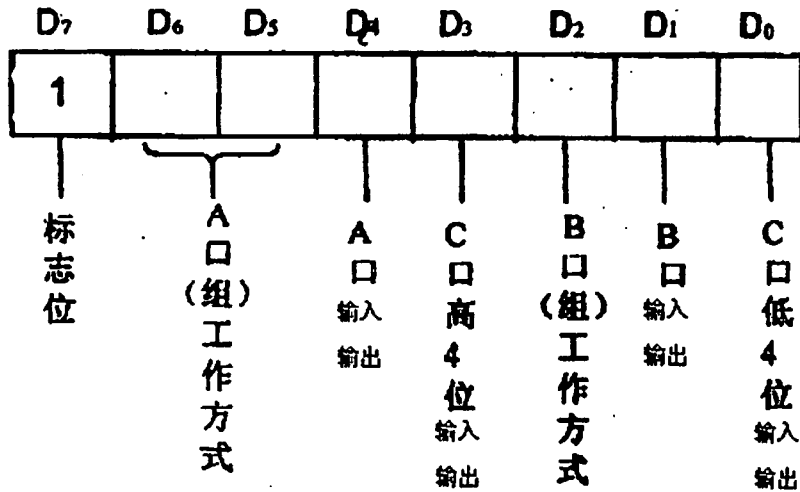 D₇ D₆ D₅ D₄ D₃ D₂ D₁ D₀
1
标志位
A口（组）工作方式
A口输入输出
C口高4位输入输出
B口（组）工作方式
B口输入输出
C口低4位输入输出